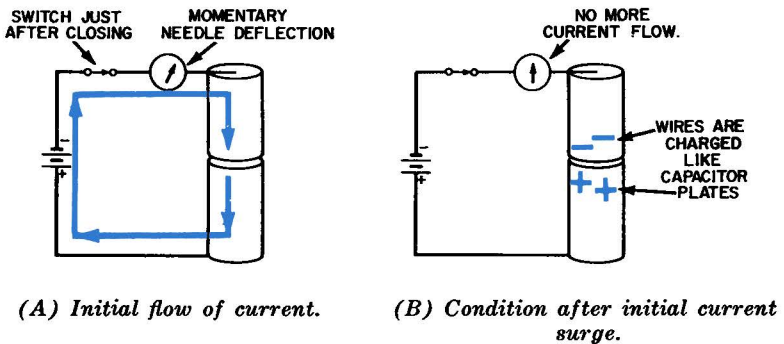 SWITCH JUST
AFTER CLOSING
MOMENTARY
NEEDLE DEFLECTION
-
+
(A) Initial flow of current.
NO MORE
CURRENT FLOW.
-
+
WIRES ARE
CHARGED
LIKE
CAPACITOR
PLATES
(B) Condition after initial current
surge.